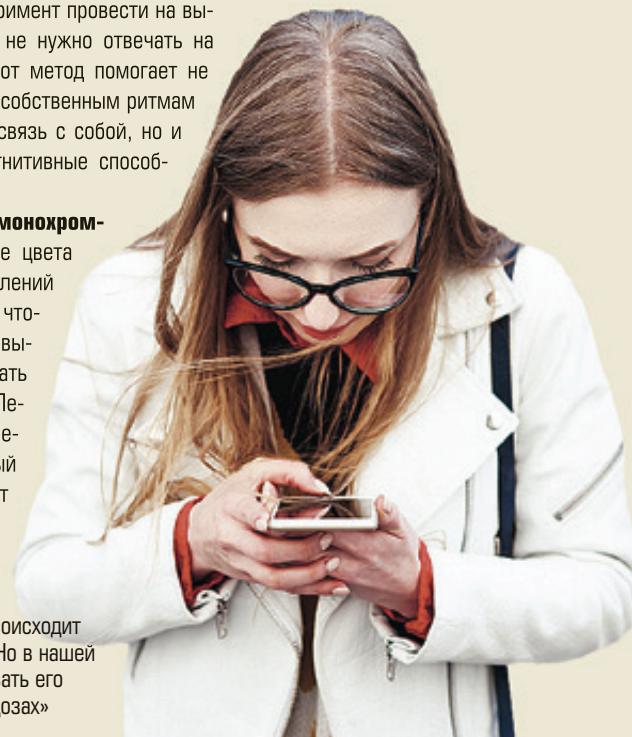 римент провести на вы-
не нужно отвечать на
от метод помогает не
собственным ритмам
связь с собой, но и
гнитивные способ-
монохром-
е цвета
лений
что-
вы-
ать
Пе-
е-
ый
т
оисходит
Но в нашей
ать его
дозах»